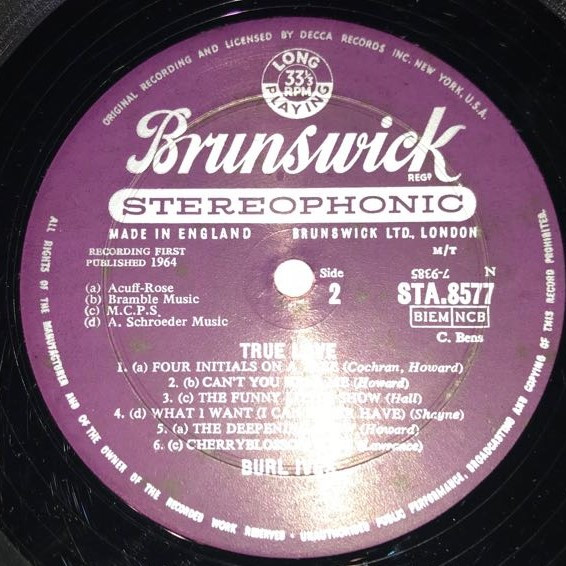 ORIGINAL RECORDING AND LICENSED BY DECCA RECORDS INC. NEW YORK, U.S.A.
LONG
33⅓
RPM
PLAYING
Brunswick
REGD
STEREOPHONIC
MADE IN ENGLAND BRUNSWICK LTD., LONDON
RECORDING FIRST
PUBLISHED 1964
M/T
(a) Acuff-Rose
(b) Bramble Music
(c) M.C.P.S.
(d) A. Schroeder Music
Side
2
L-9385 N
STA.8577
BIEM NCB
C. Bens
TRUE
1. (a) FOUR INITIALS ON A (Cochran, Howard)
2. (b) CAN'T YOU (Howard)
3. (c) THE FUNNY SHOW (Hall)
4. (d) WHAT I WANT (I HAVE) (Shayne)
5. (a) THE DEEPENING (Howard)
6. (c) CHERRYBLOSSOM (Lawrence)
BURL
ALL RIGHTS OF THE MANUFACTURER AND OF THE OWNER OF THE RECORDED WORK RESERVED · UNAUTHORISED PUBLIC PERFORMANCE, BROADCASTING AND COPYING OF THIS RECORD PROHIBITED.